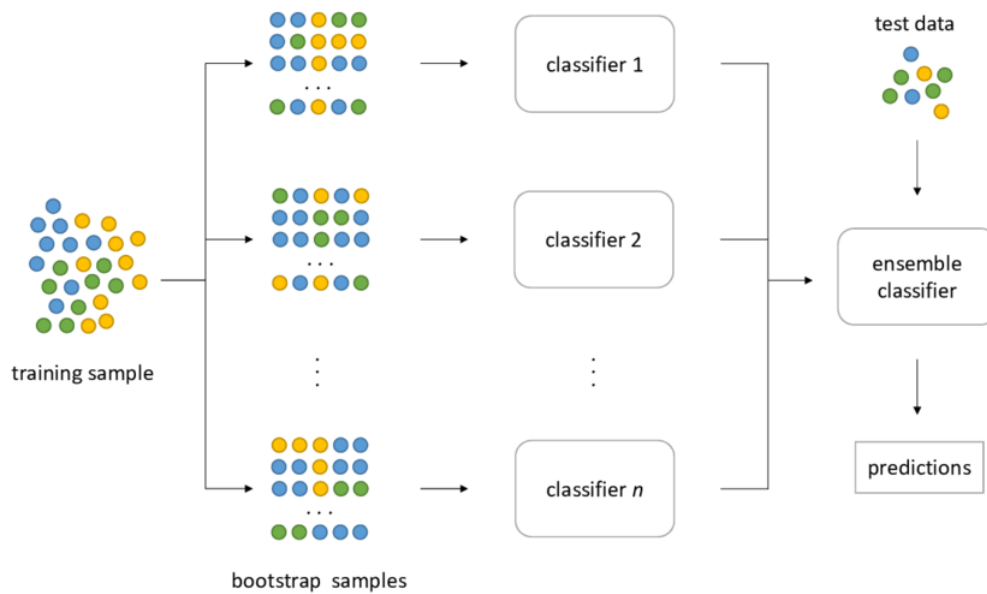 test data
classifier 1
. . .
classifier 2
. . .
ensemble
classifier
training sample
predictions
classifier n
. . .
bootstrap samples